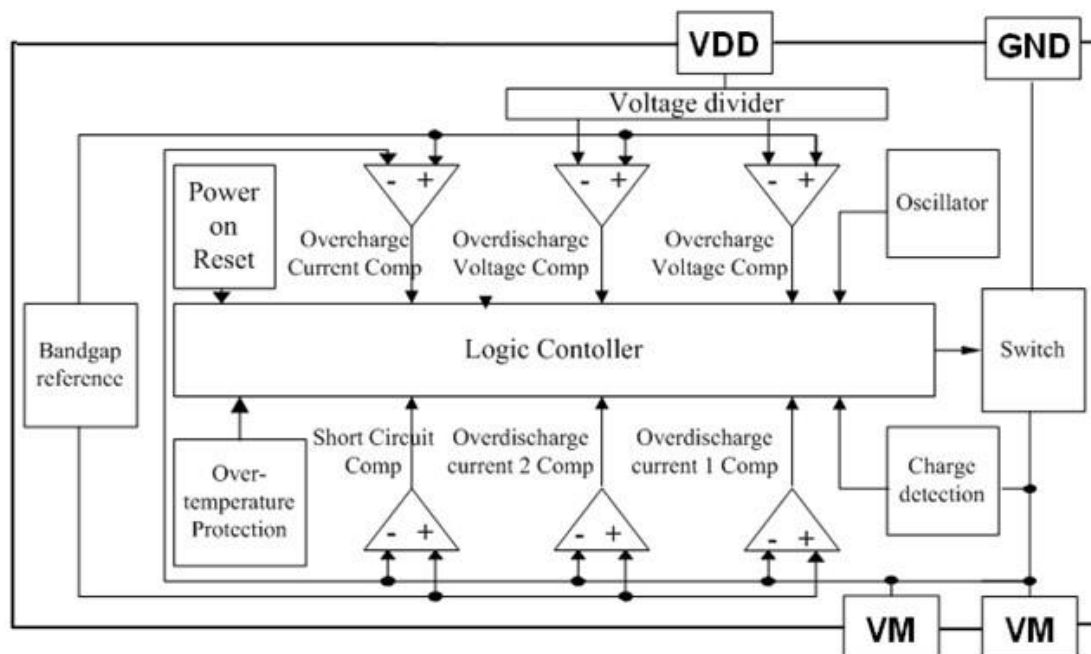 VDD
GND
Voltage divider
- +
- +
- +
Power
on
Reset
Oscillator
Overcharge
Current Comp
Overdischarge
Voltage Comp
Overcharge
Voltage Comp
Bandgap
reference
Logic Contoller
Switch
Over-
temperature
Protection
Short Circuit
Comp
Overdischarge
current 2 Comp
Overdischarge
current 1 Comp
Charge
detection
- +
- +
- +
VM
VM